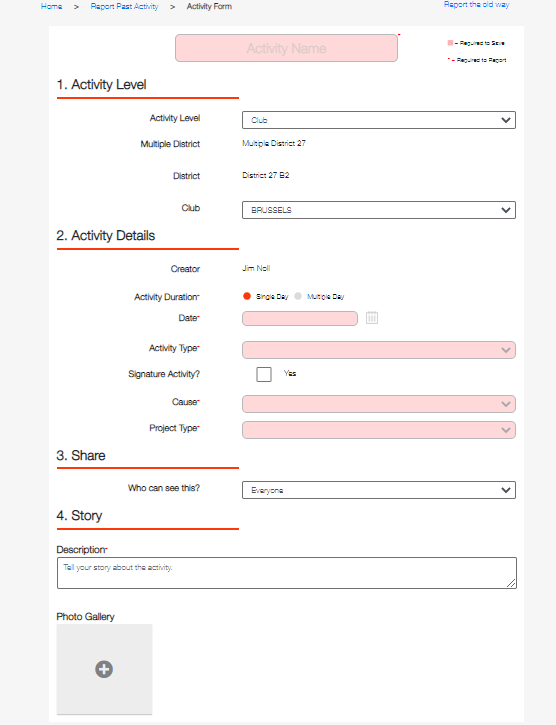 Home > Report Past Activity > Activity Form
Report the old way
Activity Name *
- Required to Save
* - Required to Report
1. Activity Level
Activity Level
Club
Multiple District
Multiple District 27
District
District 27 B2
Club
BRUSSELS
2. Activity Details
Creator
Jim Noll
Activity Duration*
Single Day
Multiple Day
Date*
Activity Type*
Signature Activity?
Yes
Cause*
Project Type*
3. Share
Who can see this?
Everyone
4. Story
Description*
Tell your story about the activity.
Photo Gallery